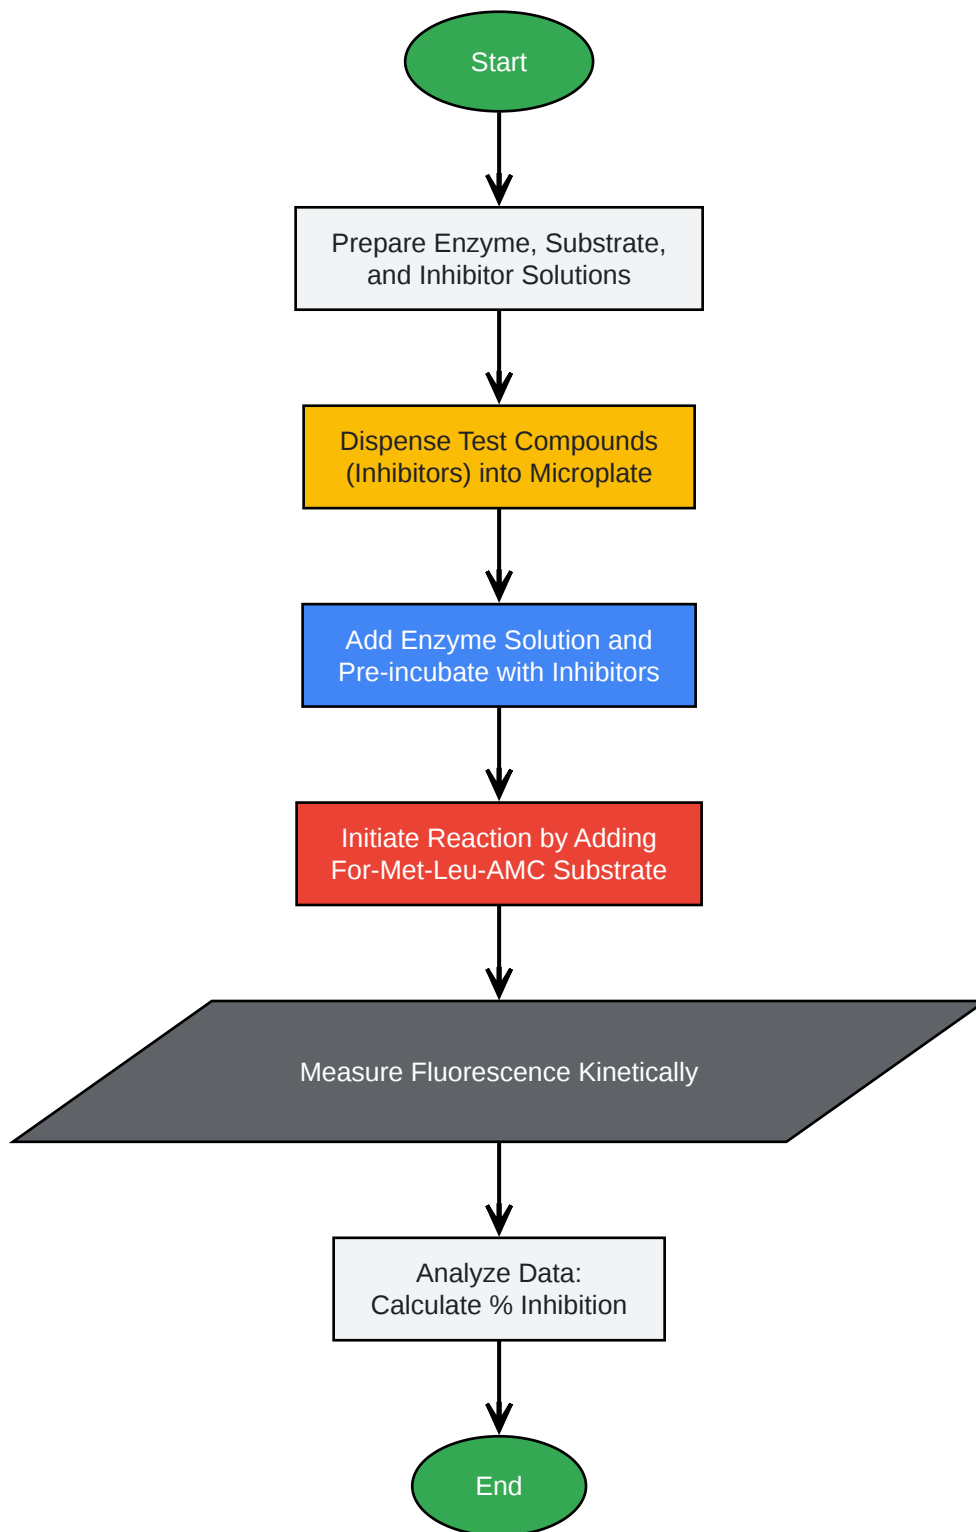 Start
Prepare Enzyme, Substrate,
and Inhibitor Solutions
Dispense Test Compounds
(Inhibitors) into Microplate
Add Enzyme Solution and
Pre-incubate with Inhibitors
Initiate Reaction by Adding
For-Met-Leu-AMC Substrate
Measure Fluorescence Kinetically
Analyze Data:
Calculate % Inhibition
End